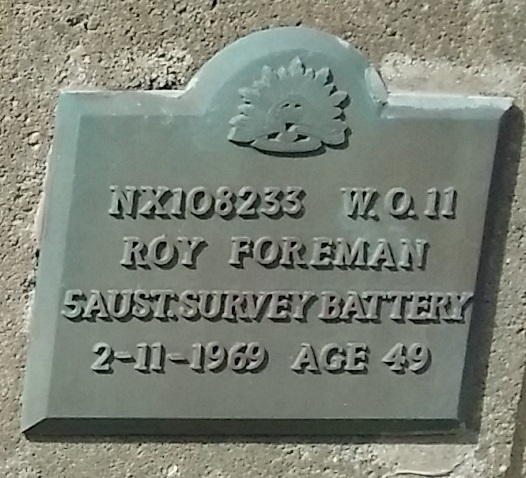 NX108233 W.O.11
ROY FOREMAN
5AUST.SURVEY BATTERY
2-11-1969 AGE 49